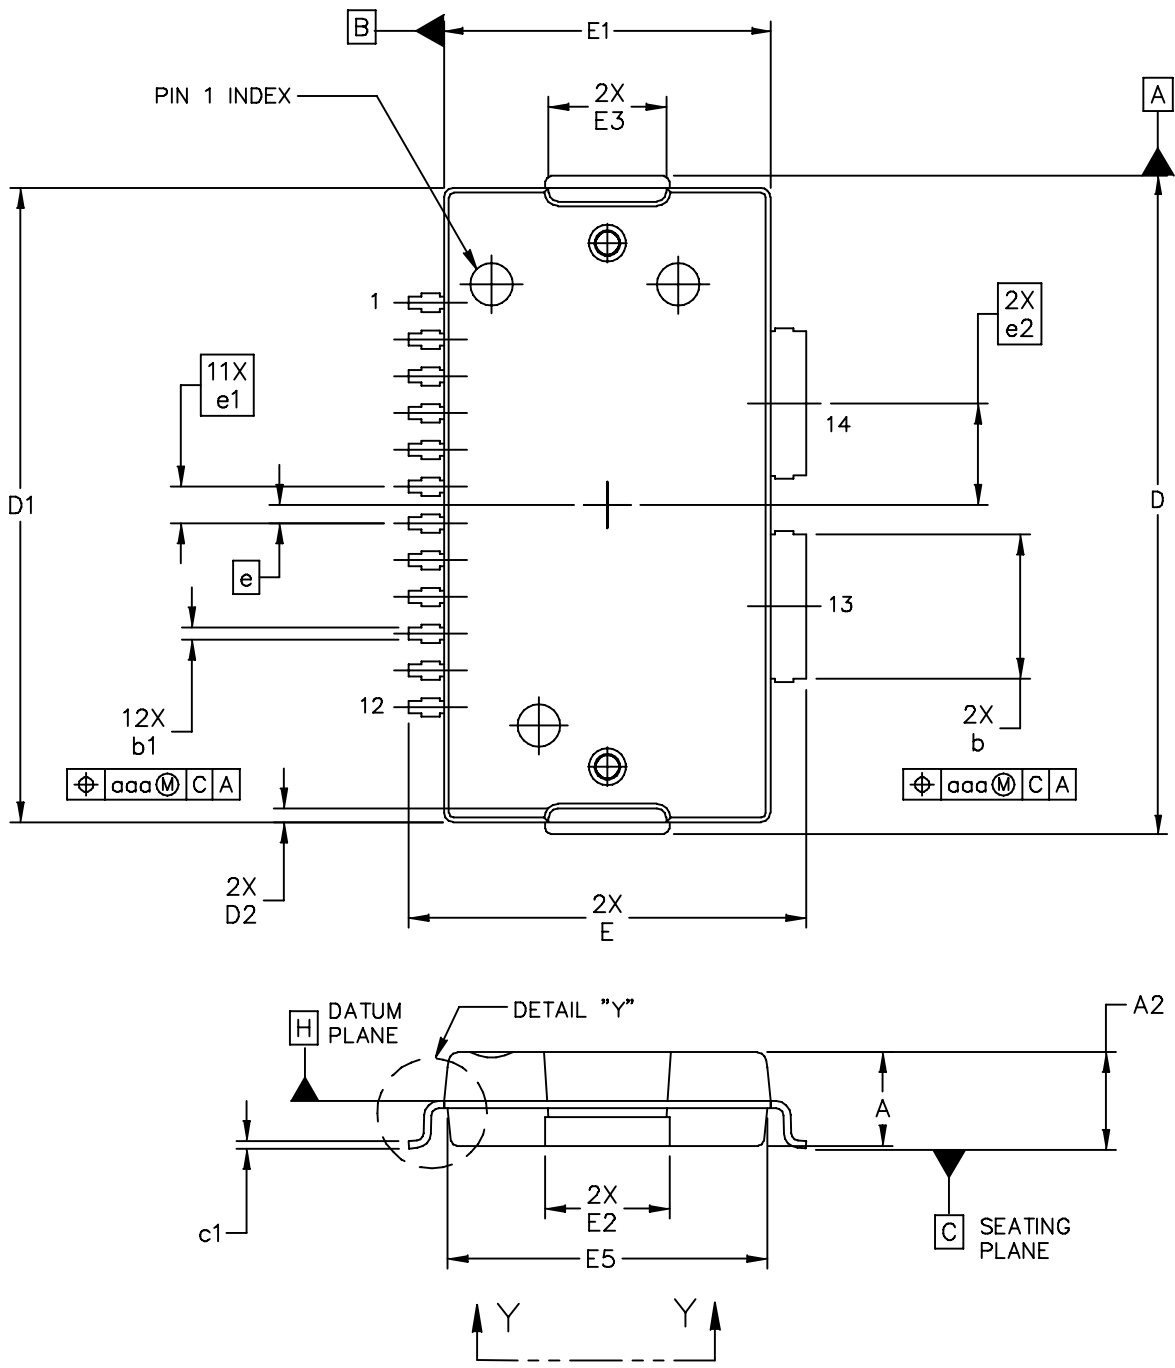 B
E1
PIN 1 INDEX
2X
E3
A
1
2X
e2
11X
e1
14
D1
D
e
13
12X
b1
12
2X
b
aaa Ⓜ C A
aaa Ⓜ C A
2X
D2
2X
E
H
DATUM
PLANE
DETAIL "Y"
A2
A
c1
2X
E2
C
SEATING
PLANE
E5
Y
Y